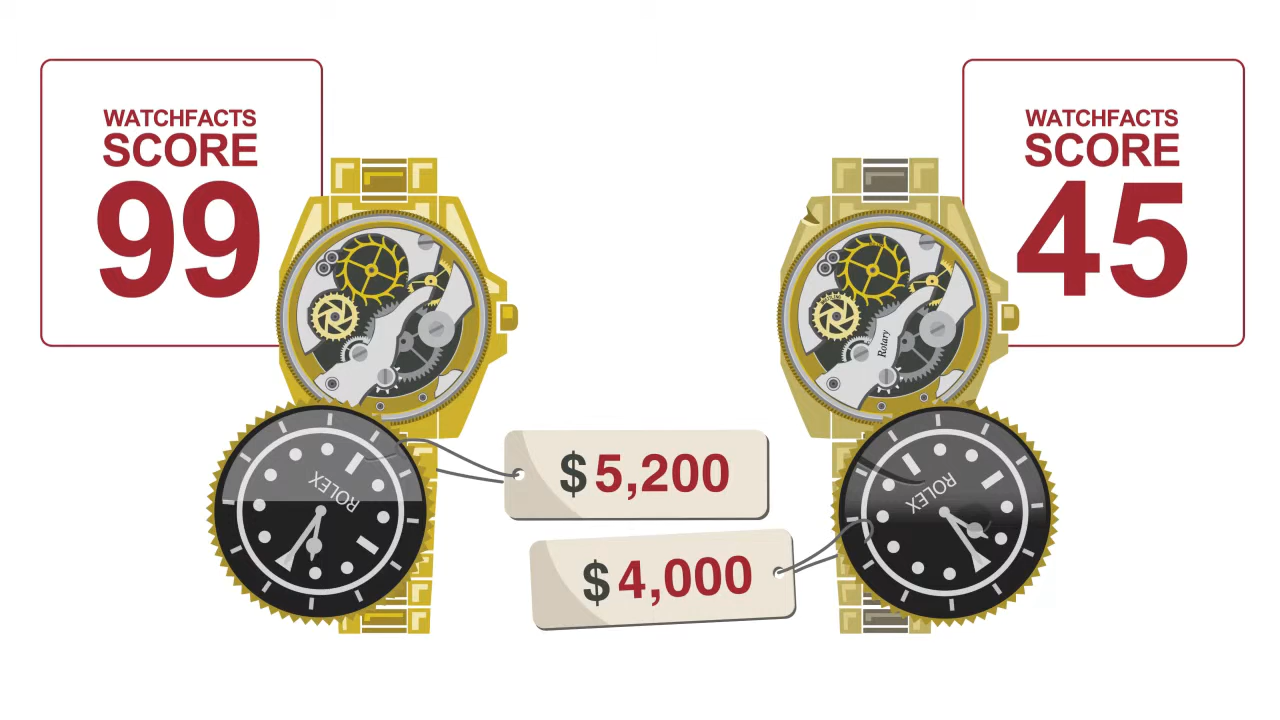 WATCHFACTS
SCORE
99
WATCHFACTS
SCORE
45
Rotary
ROLEX
ROLEX
$5,200
$4,000